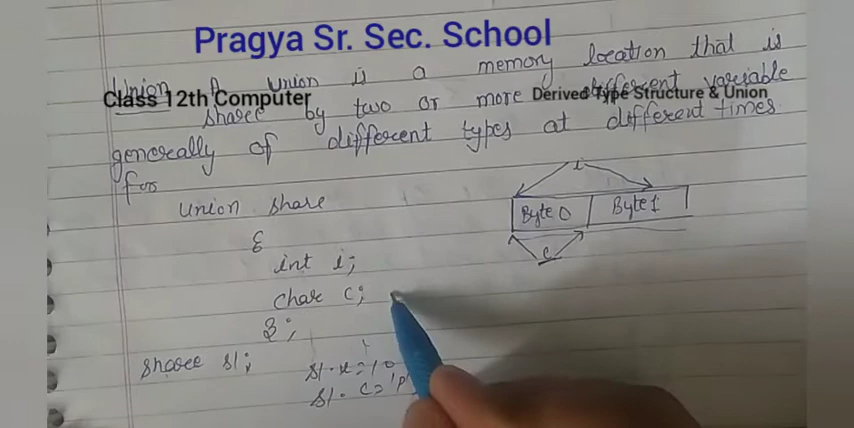 Pragya Sr. Sec. School
Union A union is a memory location that is
Class 12th Computer
Derived Type Structure & Union
sharee by two or more different variable
generally of different types at different times
for
Union share
{
int i;
char c;
};
sharee s1;
s1.x=10
s1.c='p'
i
Byte 0 Byte 1
c